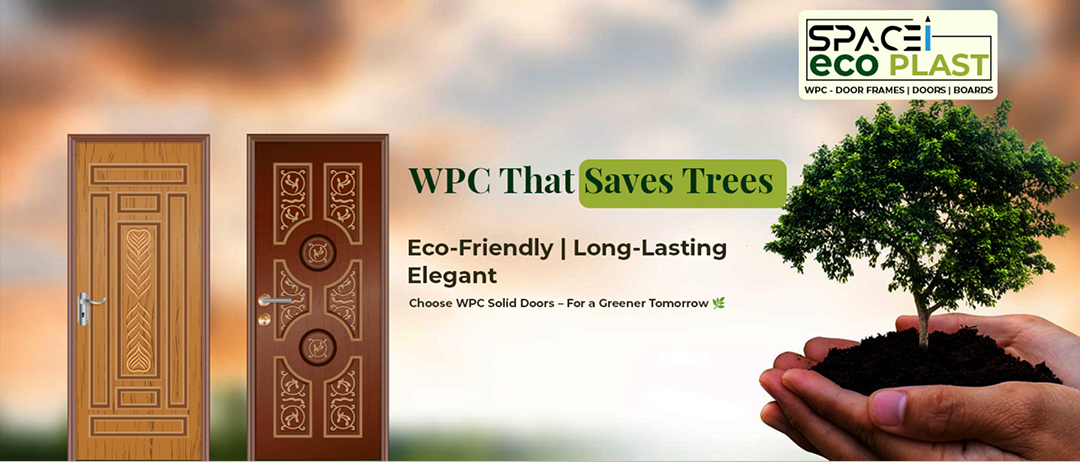 SPACEi
eco PLAST
WPC - DOOR FRAMES | DOORS | BOARDS
WPC That Saves Trees
Eco-Friendly | Long-Lasting
Elegant
Choose WPC Solid Doors – For a Greener Tomorrow 🌿